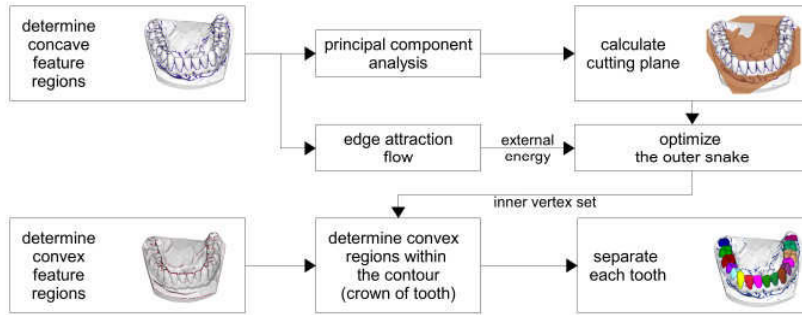 determine
concave
feature
regions
principal component
analysis
calculate
cutting plane
edge attraction
flow
external
energy
optimize
the outer snake
inner vertex set
determine
convex
feature
regions
determine convex
regions within
the contour
(crown of tooth)
separate
each tooth